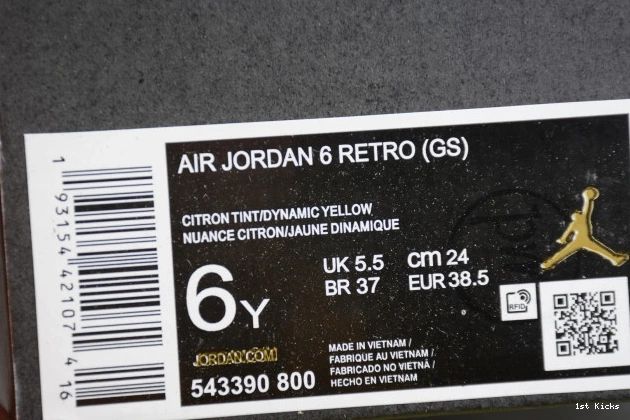 AIR JORDAN 6 RETRO (GS)
CITRON TINT/DYNAMIC YELLOW
NUANCE CITRON/JAUNE DINAMIQUE
6Y
UK 5.5 cm 24
BR 37 EUR 38.5
RFID
JORDAN.COM
543390 800
MADE IN VIETNAM /
FABRIQUE AU VIETNAM /
FABRICADO NO VIETNÃ /
HECHO EN VIETNAM
1 93154 42107 4 16
1st Kicks